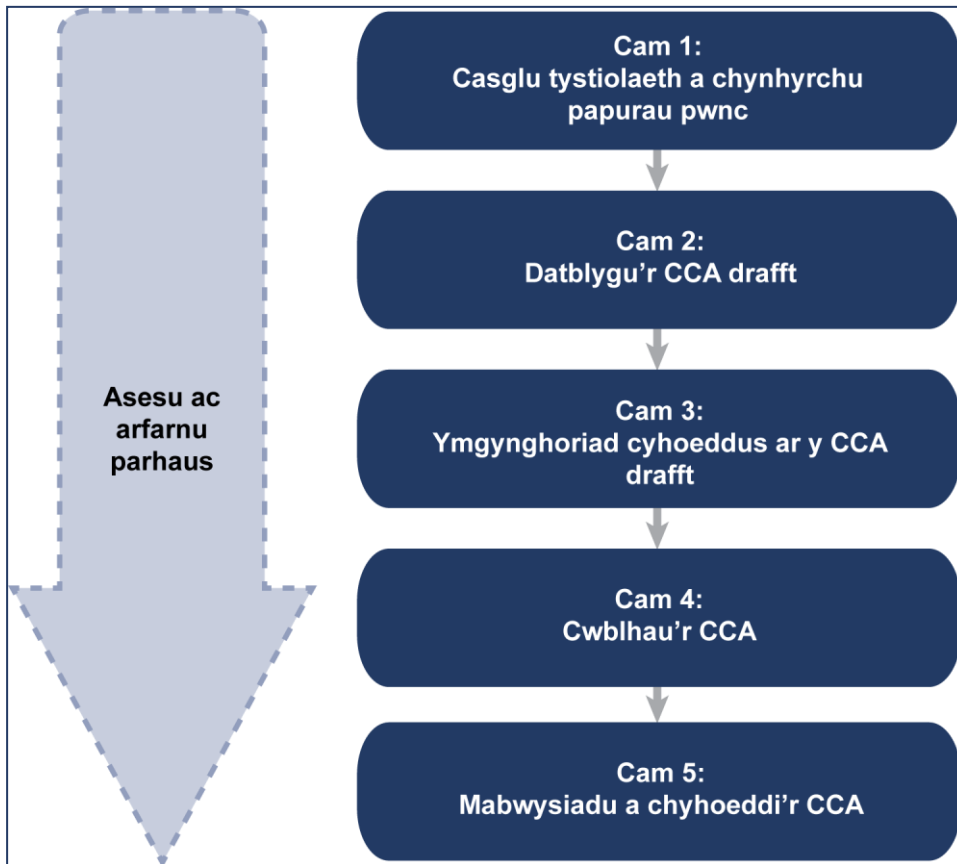 Cam 1:
Casglu tystiolaeth a chynhyrchu
papurau pwnc
Cam 2:
Datblygu’r CCA drafft
Asesu ac
arfarnu
parhaus
Cam 3:
Ymgynghoriad cyhoeddus ar y CCA
drafft
Cam 4:
Cwblhau’r CCA
Cam 5:
Mabwysiadu a chyhoeddi’r CCA